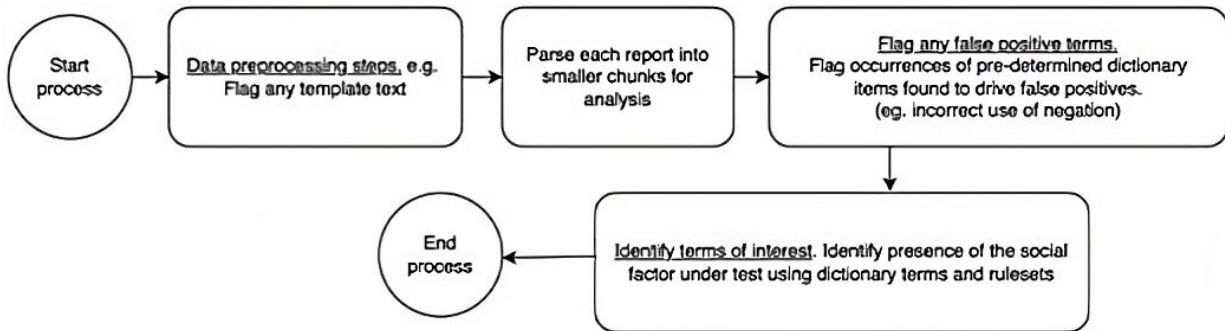 Start
process
Data preprocessing steps, e.g.
Flag any template text
Parse each report into
smaller chunks for
analysis
Flag any false positive terms.
Flag occurrences of pre-determined dictionary
items found to drive false positives.
(eg. incorrect use of negation)
End
process
Identify terms of interest. Identify presence of the social
factor under test using dictionary terms and rulesets